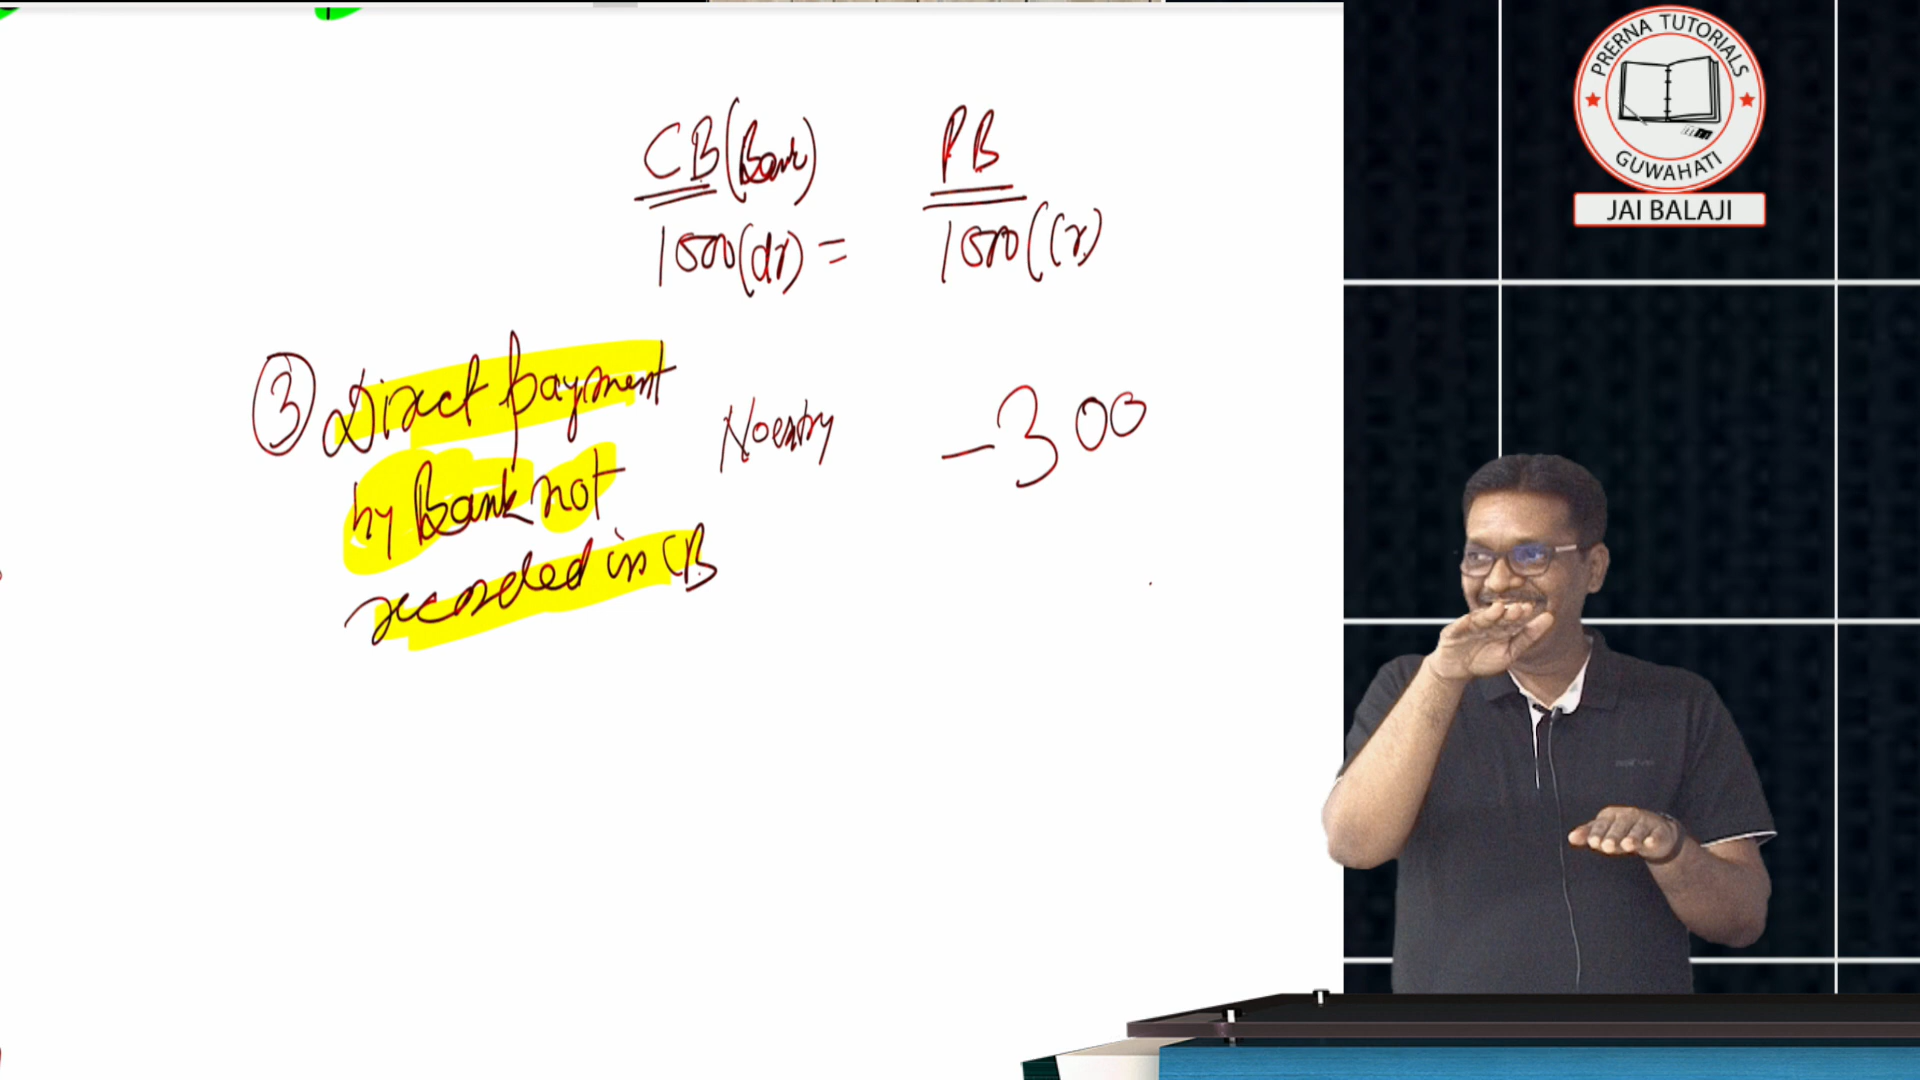 CB (Bank) PB
1500 (dr) = 1500 (Cr)
③ Direct payment No entry - 300
by Bank not
recorded in CB
PRERNA TUTORIALS
GUWAHATI
JAI BALAJI